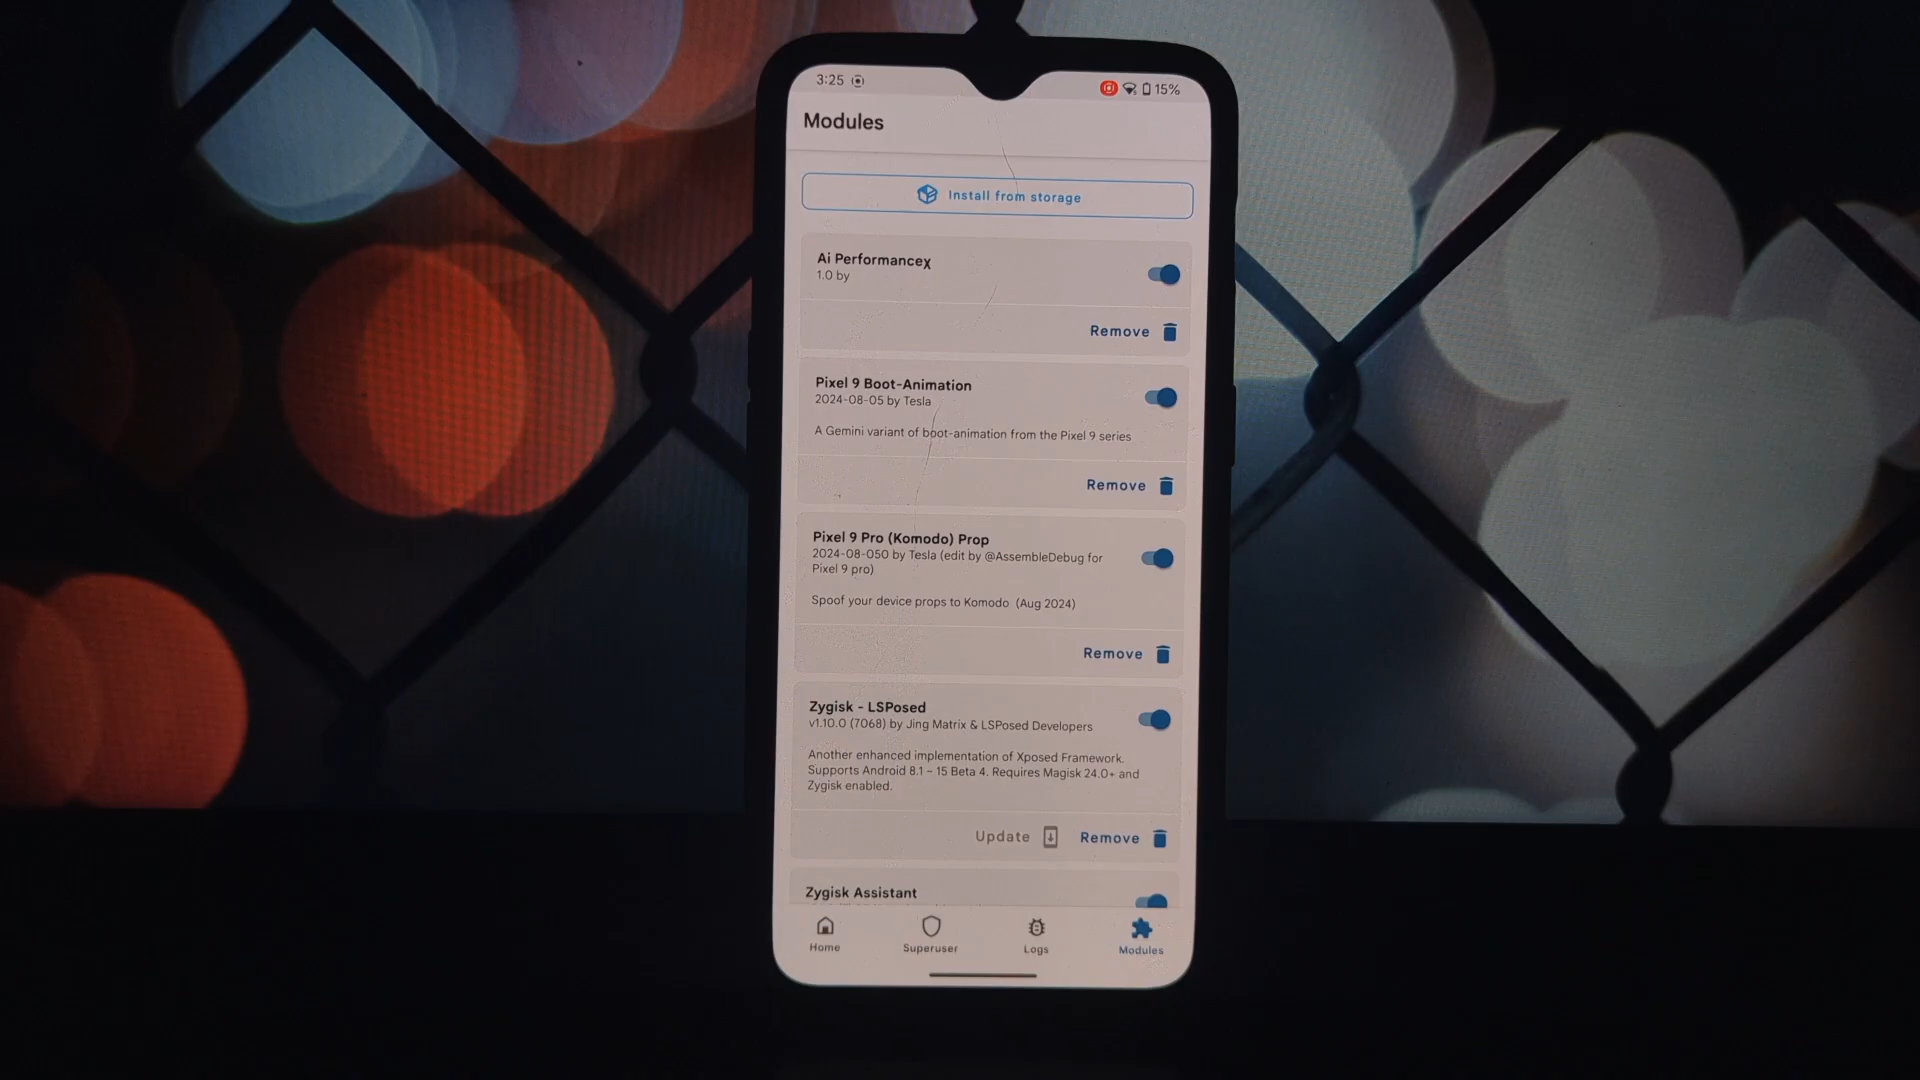 3:25
15%
Modules
Install from storage
Ai PerformanceX
1.0 by
Remove
Pixel 9 Boot-Animation
2024-08-05 by Tesla
A Gemini variant of boot-animation from the Pixel 9 series
Remove
Pixel 9 Pro (Komodo) Prop
2024-08-050 by Tesla (edit by @AssembleDebug for
Pixel 9 pro)
Spoof your device props to Komodo (Aug 2024)
Remove
Zygisk - LSPosed
v1.10.0 (7068) by Jing Matrix & LSPosed Developers
Another enhanced implementation of Xposed Framework.
Supports Android 8.1 ~ 15 Beta 4. Requires Magisk 24.0+ and
Zygisk enabled.
Update Remove
Zygisk Assistant
Home Superuser Logs Modules